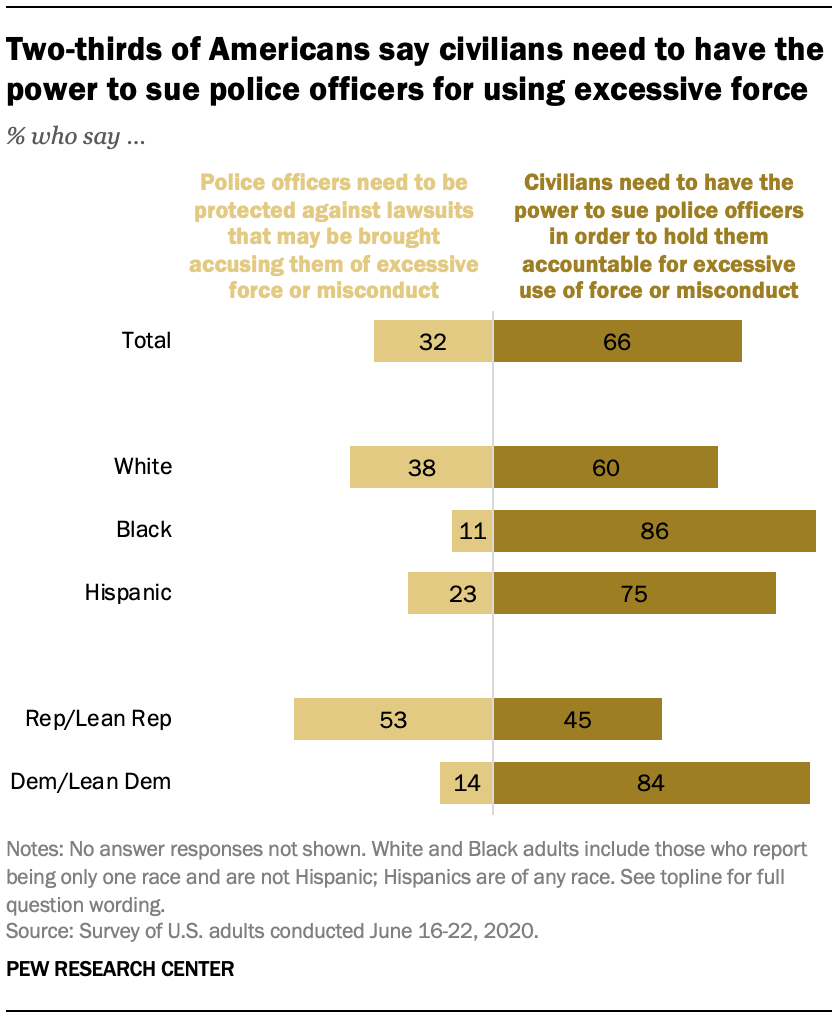 Two-thirds of Americans say civilians need to have the
power to sue police officers for using excessive force
% who say ...
Police officers need to be
protected against lawsuits
that may be brought
accusing them of excessive
force or misconduct
Civilians need to have the
power to sue police officers
in order to hold them
accountable for excessive
use of force or misconduct
Total 32 66
White 38 60
Black 11 86
Hispanic 23 75
Rep/Lean Rep 53 45
Dem/Lean Dem 14 84
Notes: No answer responses not shown. White and Black adults include those who report
being only one race and are not Hispanic; Hispanics are of any race. See topline for full
question wording.
Source: Survey of U.S. adults conducted June 16-22, 2020.
PEW RESEARCH CENTER